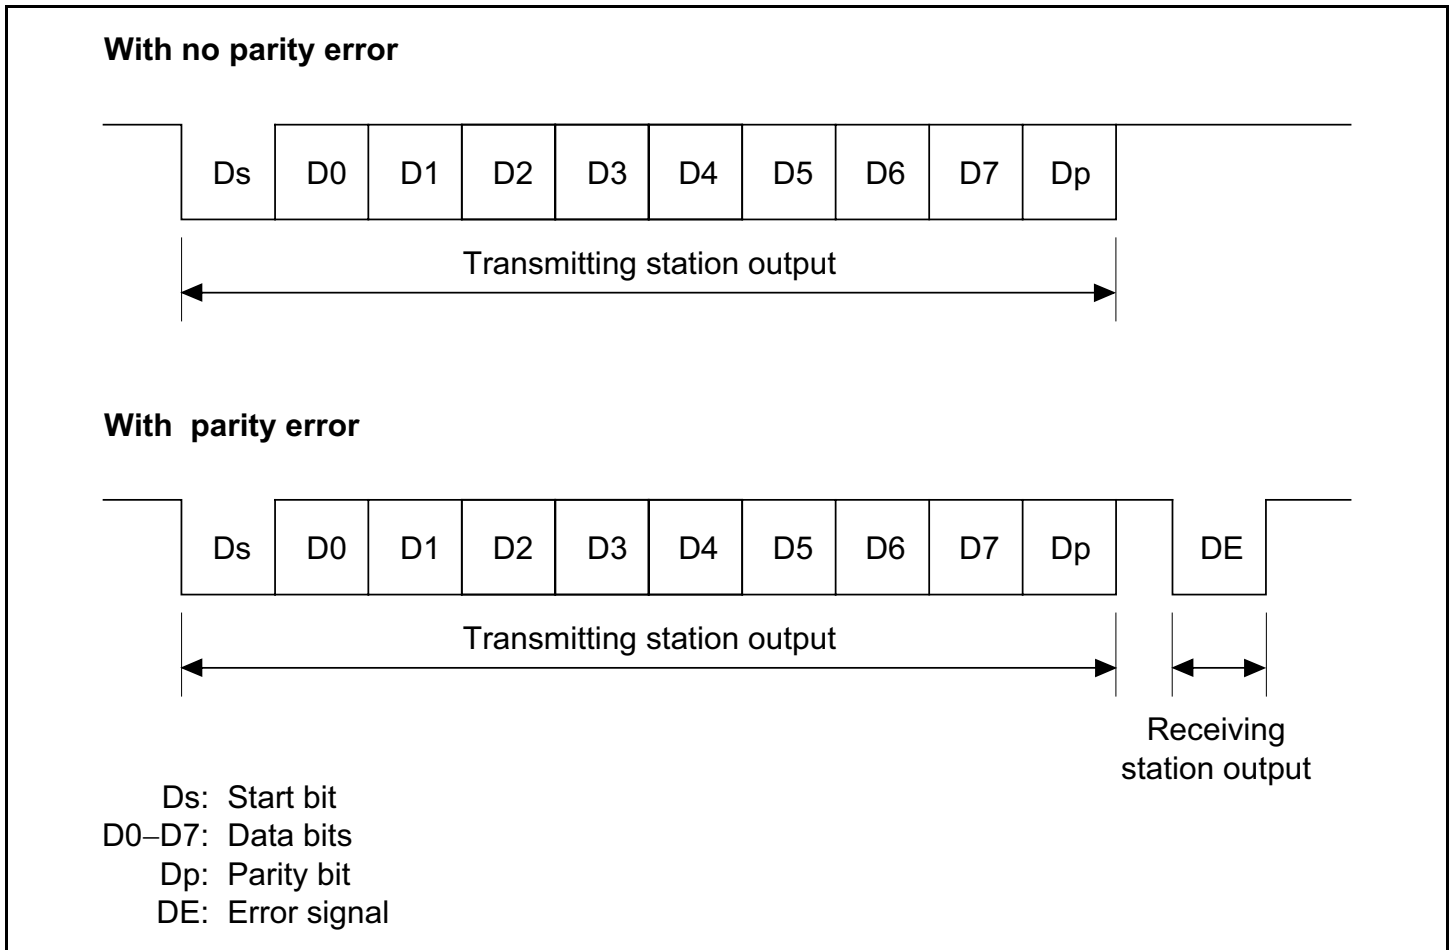 With no parity error
Ds D0 D1 D2 D3 D4 D5 D6 D7 Dp
Transmitting station output
With parity error
Ds D0 D1 D2 D3 D4 D5 D6 D7 Dp DE
Transmitting station output
Receiving
station output
Ds: Start bit
D0–D7: Data bits
Dp: Parity bit
DE: Error signal